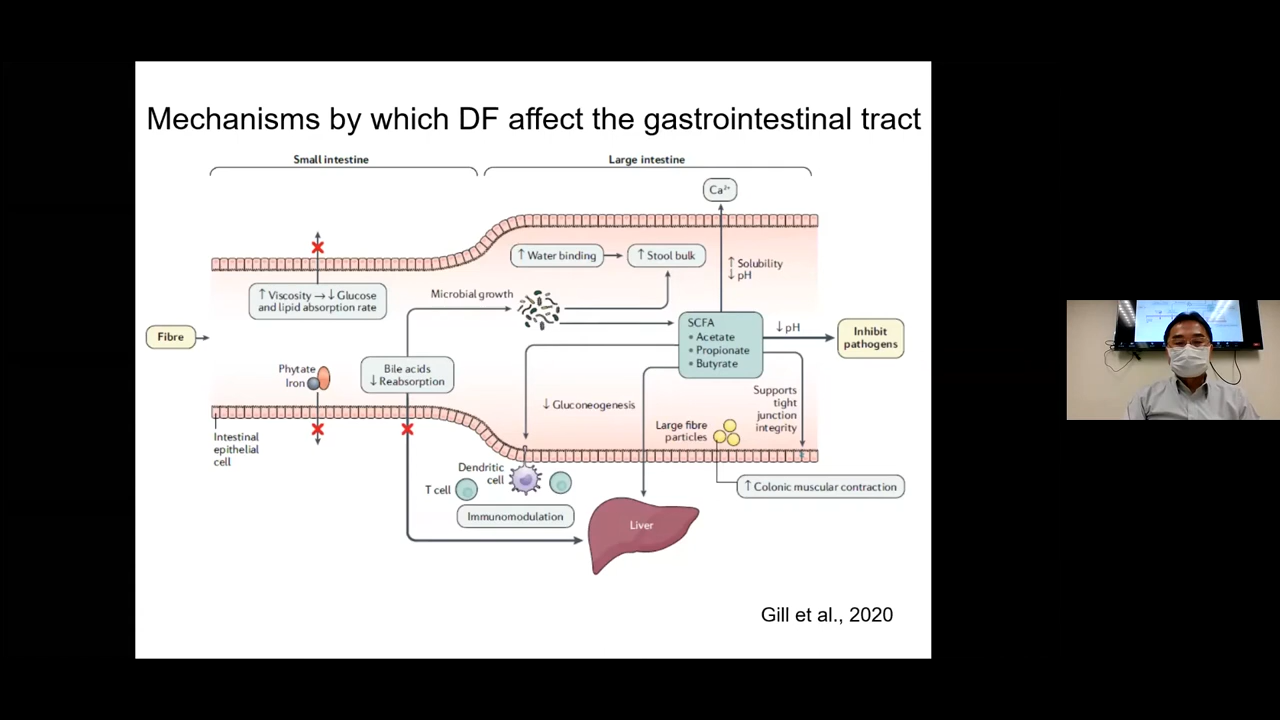 Mechanisms by which DF affect the gastrointestinal tract
Small intestine
Large intestine
Ca²⁺
↑ Water binding
↑ Stool bulk
↑ Solubility
↓ pH
↑ Viscosity → ↓ Glucose
and lipid absorption rate
Microbial growth
Fibre
SCFA
• Acetate
• Propionate
• Butyrate
↓ pH
Inhibit
pathogens
Phytate
Iron
Bile acids
↓ Reabsorption
↓ Gluconeogenesis
Supports
tight
junction
integrity
Large fibre
particles
Intestinal
epithelial
cell
Dendritic
cell
T cell
↑ Colonic muscular contraction
Immunomodulation
Liver
Gill et al., 2020